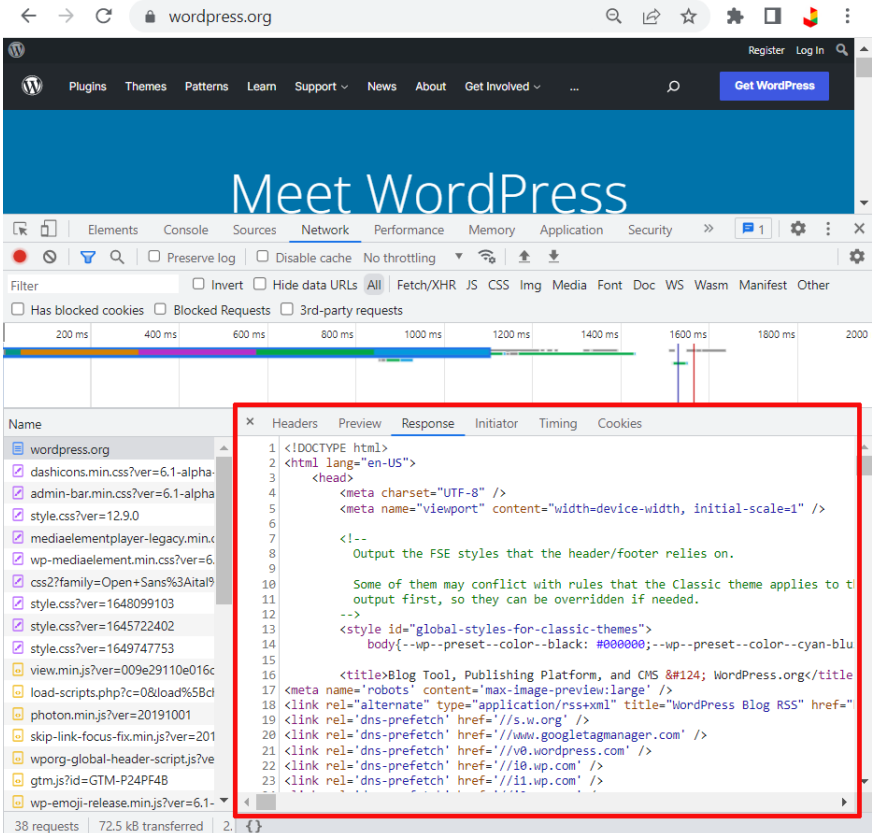 wordpress.org
Register Log In
Plugins Themes Patterns Learn Support News About Get Involved ... Get WordPress
Meet WordPress
Elements Console Sources Network Performance Memory Application Security » 1
Preserve log Disable cache No throttling
Filter Invert Hide data URLs All Fetch/XHR JS CSS Img Media Font Doc WS Wasm Manifest Other
Has blocked cookies Blocked Requests 3rd-party requests
200 ms 400 ms 600 ms 800 ms 1000 ms 1200 ms 1400 ms 1600 ms 1800 ms 2000
Name
wordpress.org
dashicons.min.css?ver=6.1-alpha-
admin-bar.min.css?ver=6.1-alpha
style.css?ver=12.9.0
mediaelementplayer-legacy.min.c
wp-mediaelement.min.css?ver=6.
css2?family=Open+Sans%3Aital%
style.css?ver=1648099103
style.css?ver=1645722402
style.css?ver=1649747753
view.min.js?ver=009e29110e016c
load-scripts.php?c=0&load%5Bch
photon.min.js?ver=20191001
skip-link-focus-fix.min.js?ver=201
wporg-global-header-script.js?ve
gtm.js?id=GTM-P24PF4B
wp-emoji-release.min.js?ver=6.1-
38 requests 72.5 kB transferred 2.
× Headers Preview Response Initiator Timing Cookies
1 <!DOCTYPE html>
2 <html lang="en-US">
3 <head>
4 <meta charset="UTF-8" />
5 <meta name="viewport" content="width=device-width, initial-scale=1" />
6
7 <!--
8 Output the FSE styles that the header/footer relies on.
9
10 Some of them may conflict with rules that the Classic theme applies to
11 output first, so they can be overridden if needed.
12 -->
13 <style id="global-styles-for-classic-themes">
14 body{--wp--preset--color--black: #000000;--wp--preset--color--cyan-blu
15
16 <title>Blog Tool, Publishing Platform, and CMS &#124; WordPress.org</title
17 <meta name='robots' content='max-image-preview:large' />
18 <link rel="alternate" type="application/rss+xml" title="WordPress Blog RSS" href="
19 <link rel='dns-prefetch' href='//s.w.org' />
20 <link rel='dns-prefetch' href='//www.googletagmanager.com' />
21 <link rel='dns-prefetch' href='//v0.wordpress.com' />
22 <link rel='dns-prefetch' href='//i0.wp.com' />
23 <link rel='dns-prefetch' href='//i1.wp.com' />
{}